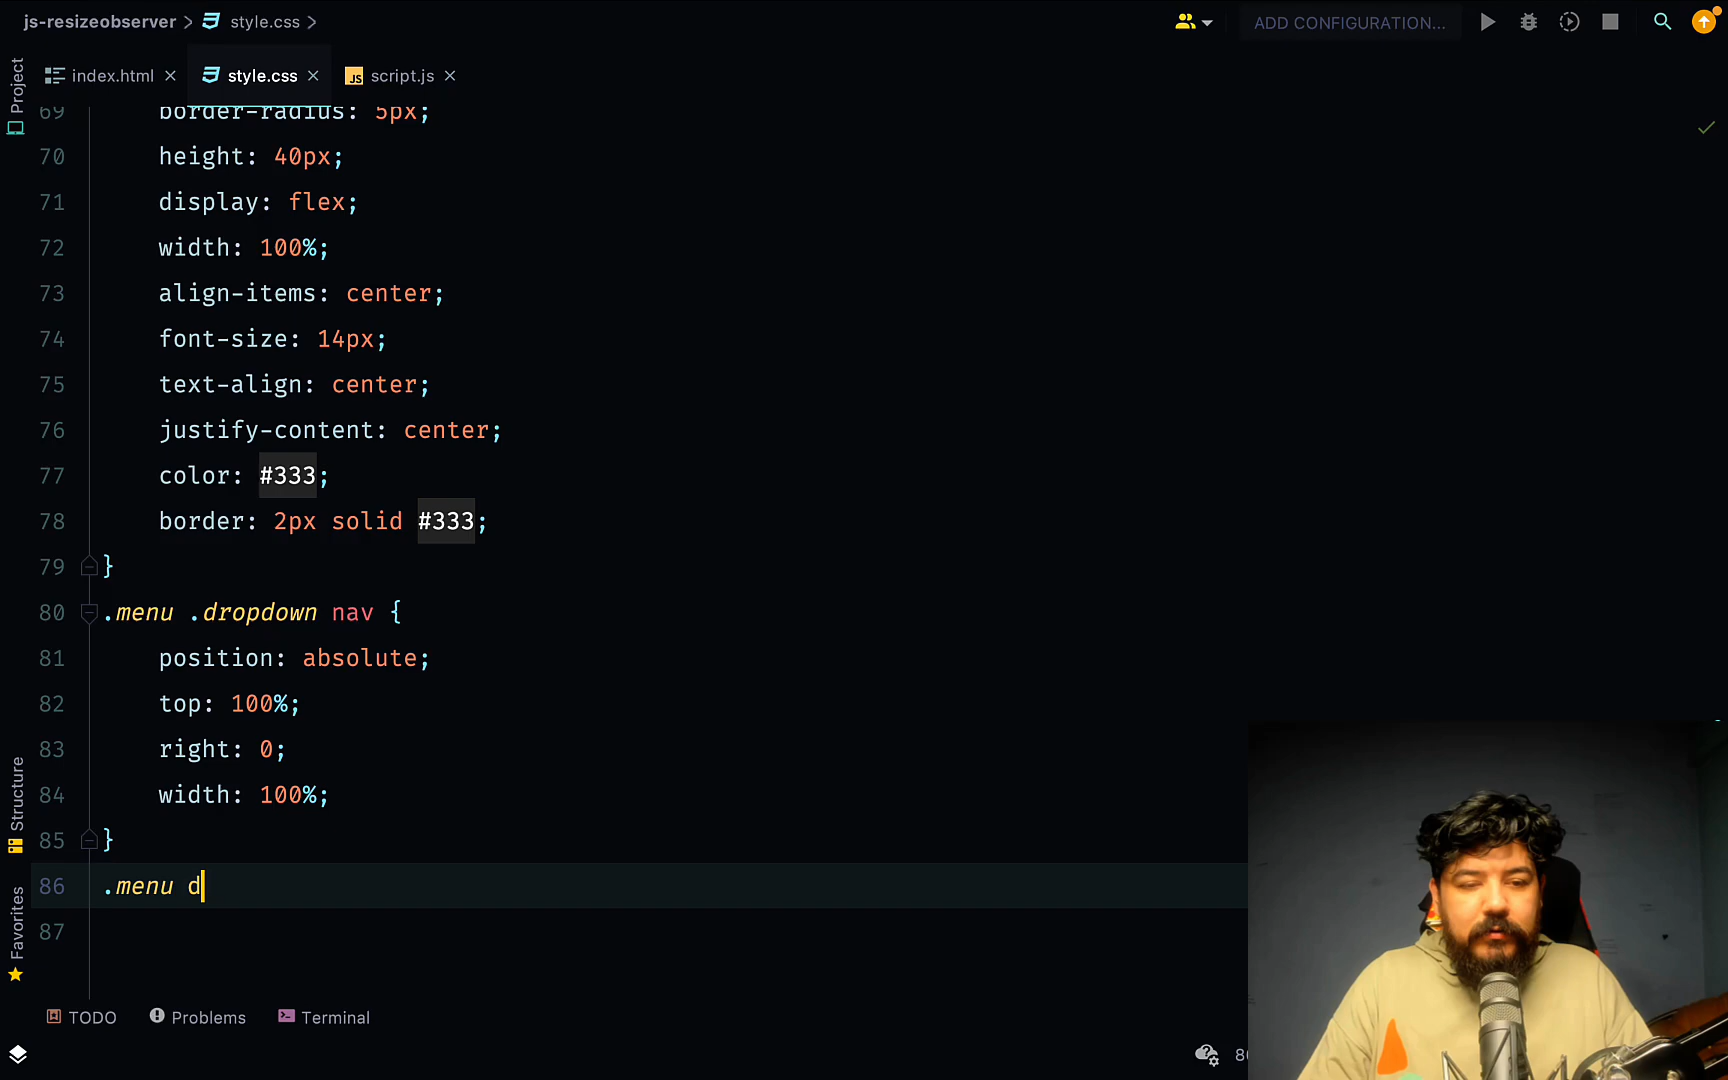 js-resizeobserver > style.css >
ADD CONFIGURATION...
Project
index.html
style.css
JS script.js
69 border-radius: 5px;
70 height: 40px;
71 display: flex;
72 width: 100%;
73 align-items: center;
74 font-size: 14px;
75 text-align: center;
76 justify-content: center;
77 color: #333;
78 border: 2px solid #333;
79 }
80 .menu .dropdown nav {
81 position: absolute;
82 top: 100%;
83 right: 0;
84 width: 100%;
85 }
86 .menu d
87
Structure
Favorites
TODO
Problems
Terminal